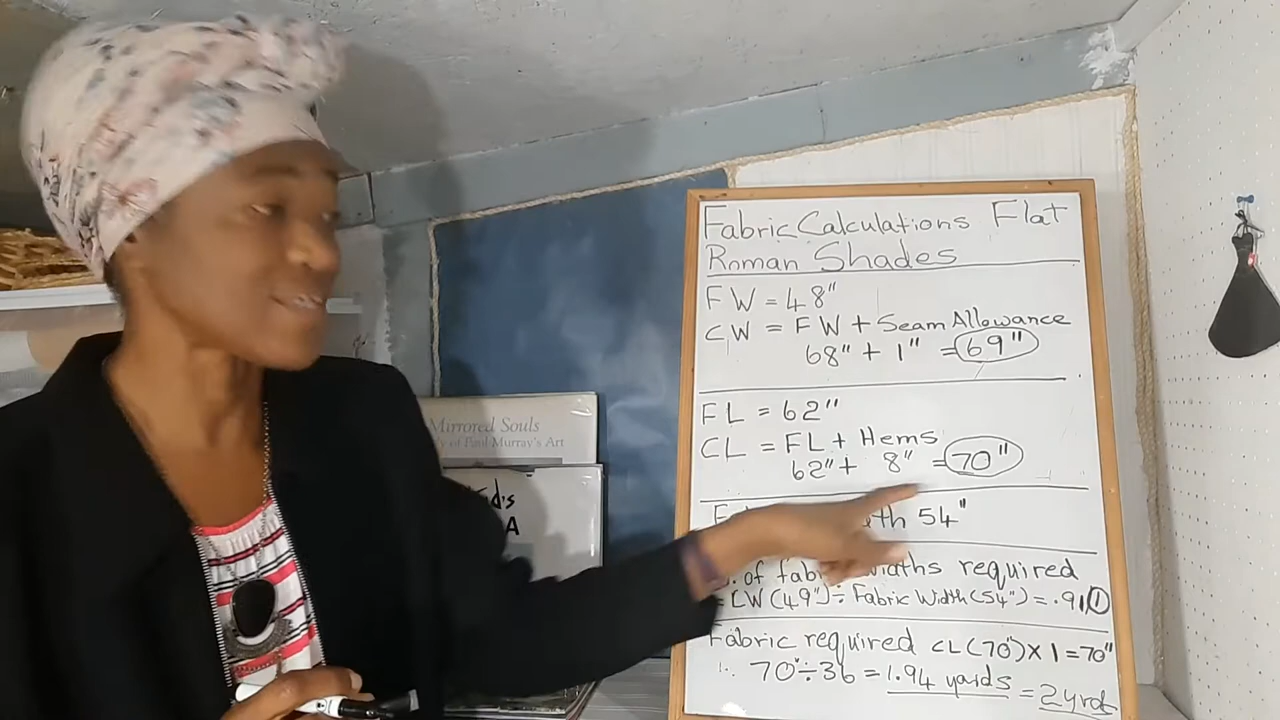 Mirrored Souls
y of Paul Murray's Art
d's
A
Fabric Calculations Flat
Roman Shades
FW = 48"
CW = FW + Seam Allowance
68" + 1" = 69"
FL = 62"
CL = FL + Hems
62" + 8" = 70"
54"
of fab widths required
CW (49") ÷ Fabric Width (54") = .91 1
Fabric required CL (70") X 1 = 70"
70" ÷ 36 = 1.94 yards = 2 yrds